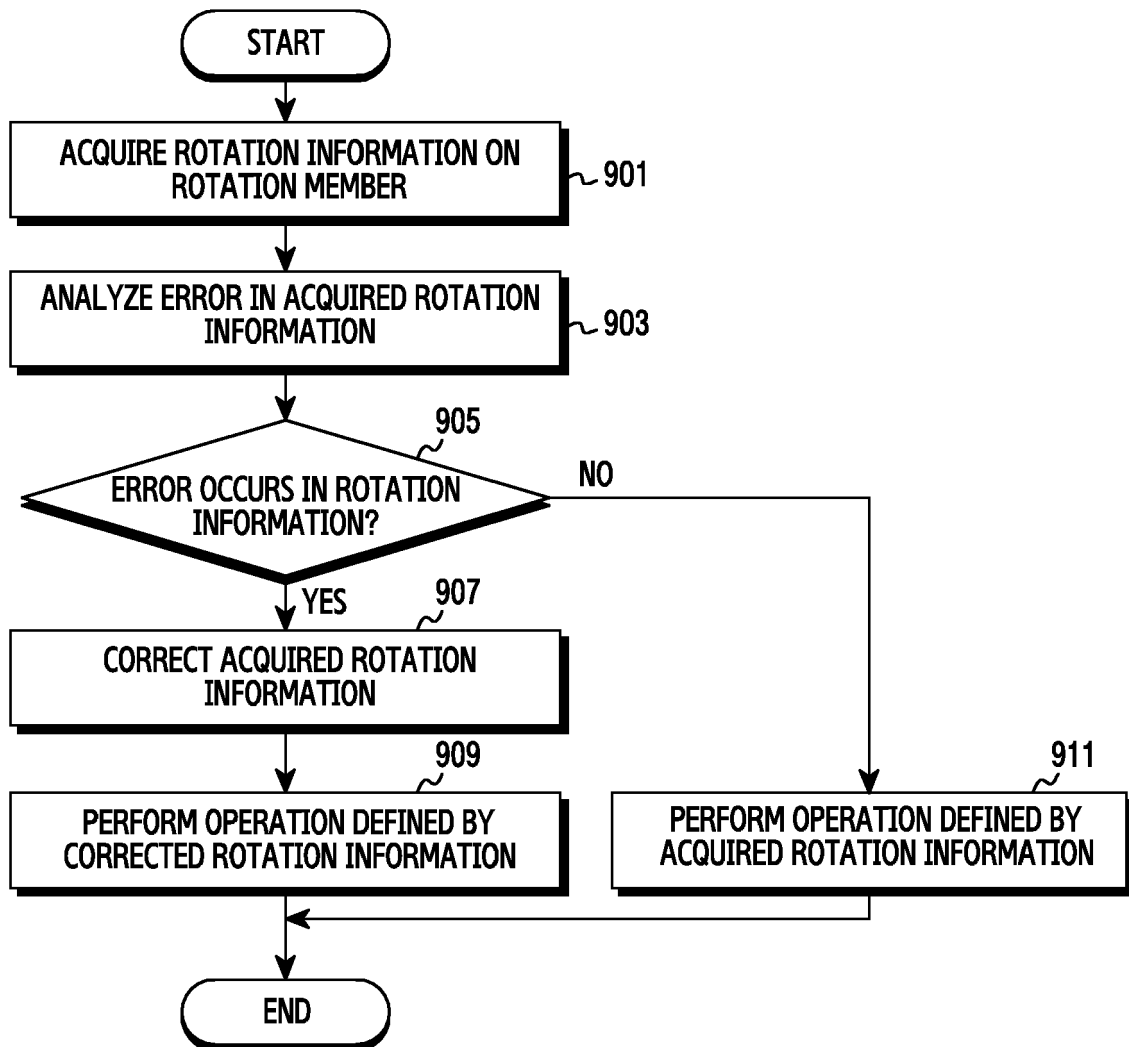 START
ACQUIRE ROTATION INFORMATION ON
ROTATION MEMBER
901
ANALYZE ERROR IN ACQUIRED ROTATION
INFORMATION
903
905
ERROR OCCURS IN ROTATION
INFORMATION?
NO
YES
907
CORRECT ACQUIRED ROTATION
INFORMATION
909
PERFORM OPERATION DEFINED BY
CORRECTED ROTATION INFORMATION
911
PERFORM OPERATION DEFINED BY
ACQUIRED ROTATION INFORMATION
END